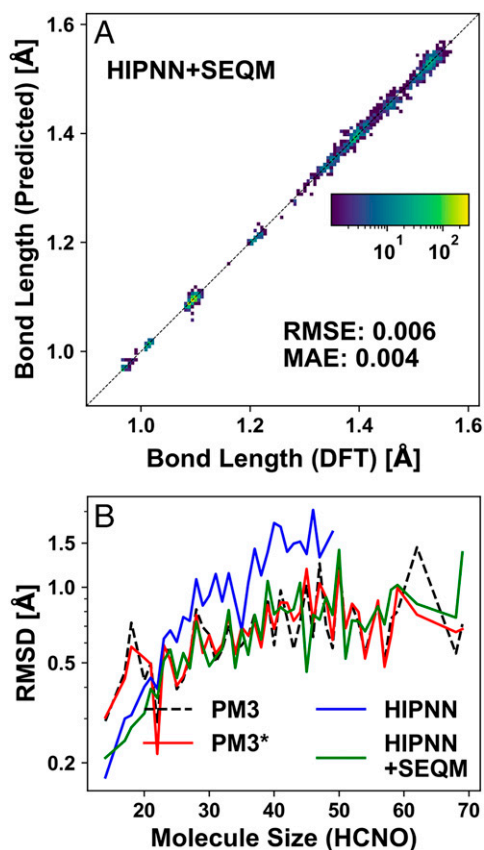 A
HIPNN+SEQM
Bond Length (Predicted) [Å]
1.6
1.4
1.2
1.0
10¹ 10²
RMSE: 0.006
MAE: 0.004
1.0 1.2 1.4 1.6
Bond Length (DFT) [Å]
B
RMSD [Å]
1.5
1.0
0.5
0.2
PM3
PM3*
HIPNN
HIPNN
+SEQM
20 30 40 50 60 70
Molecule Size (HCNO)